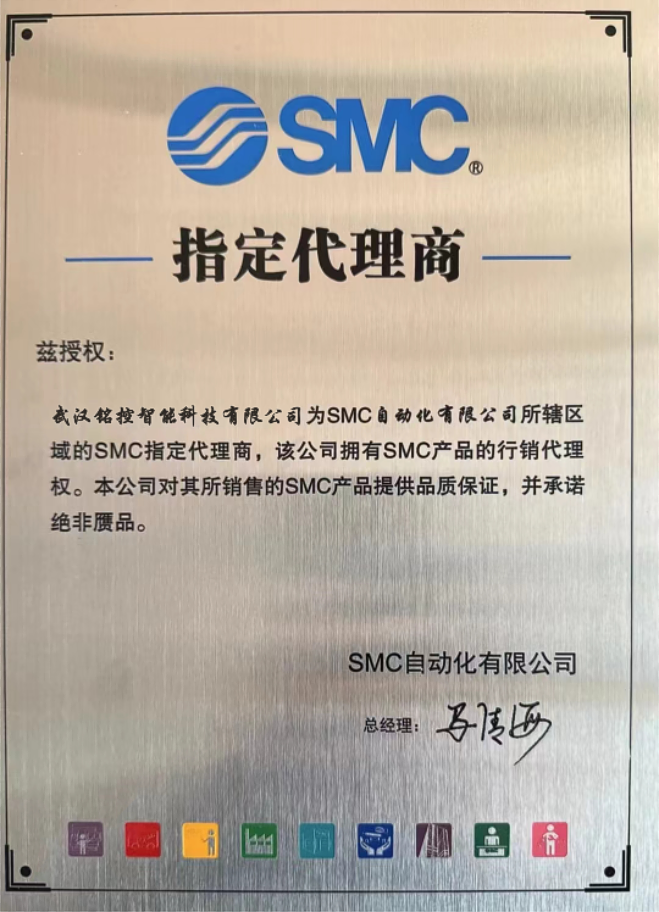 SMC®
指定代理商
兹授权：
武汉铭控智能科技有限公司为SMC自动化有限公司所辖区
域的SMC指定代理商，该公司拥有SMC产品的行销代理
权。本公司对其所销售的SMC产品提供品质保证，并承诺
绝非赝品。
SMC自动化有限公司
总经理：马清海